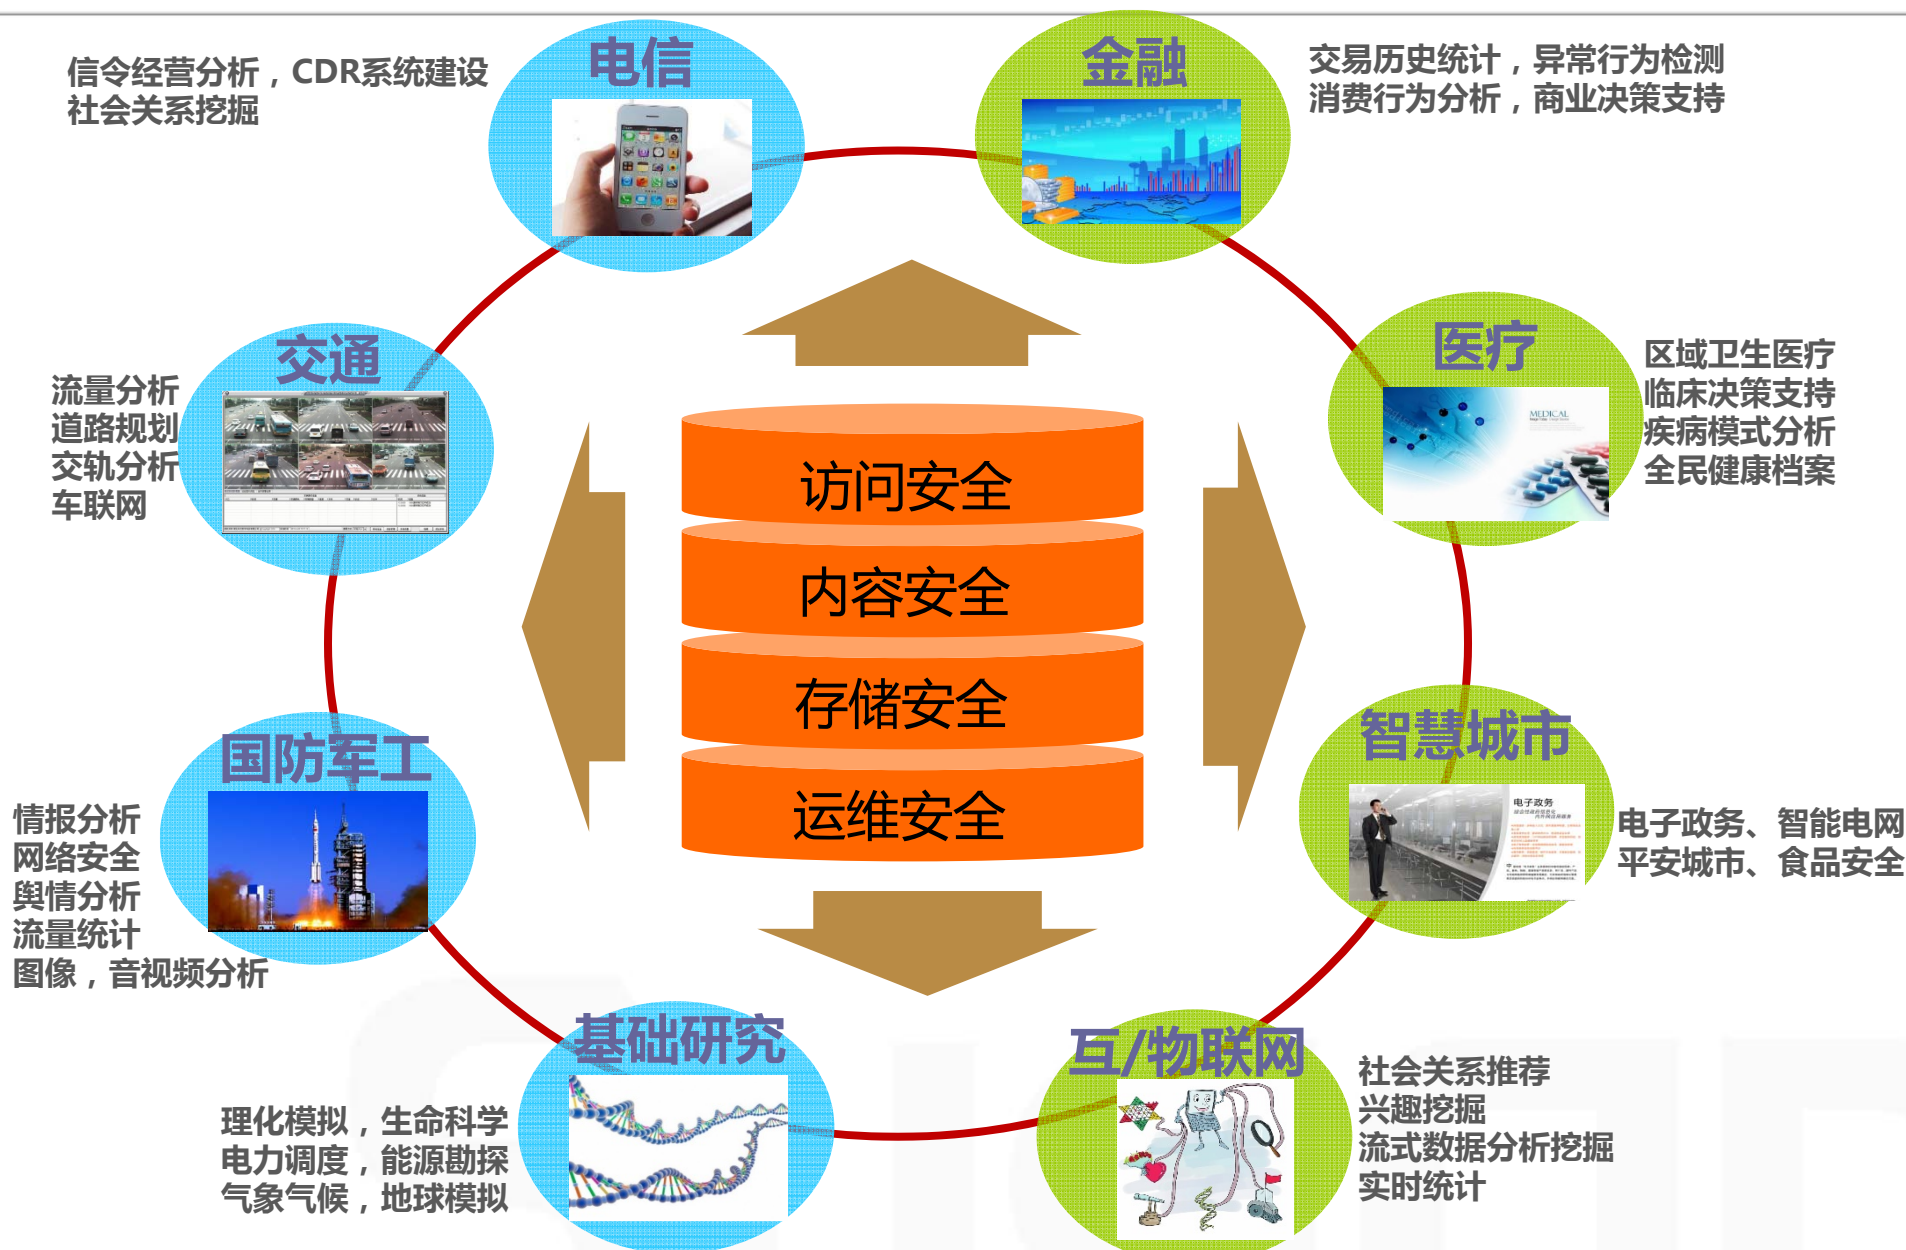 电信
信令经营分析，CDR系统建设
社会关系挖掘
金融
交易历史统计，异常行为检测
消费行为分析，商业决策支持
交通
流量分析
道路规划
交轨分析
车联网
医疗
MEDICAL
区域卫生医疗
临床决策支持
疾病模式分析
全民健康档案
访问安全
内容安全
存储安全
运维安全
国防军工
情报分析
网络安全
舆情分析
流量统计
图像，音视频分析
智慧城市
电子政务
电子政务、智能电网
平安城市、食品安全
基础研究
理化模拟，生命科学
电力调度，能源勘探
气象气候，地球模拟
互/物联网
社会关系推荐
兴趣挖掘
流式数据分析挖掘
实时统计